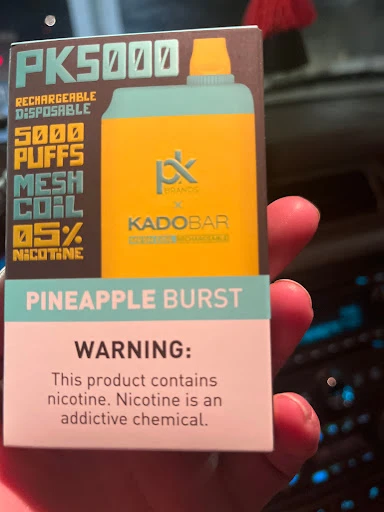 PK5000
RECHARGEABLE
DISPOSABLE
5000
PUFFS
MESH
COIL
05%
NICOTINE
pk
BRANDS
x
KADOBAR
PINEAPPLE BURST
WARNING:
This product contains
nicotine. Nicotine is an
addictive chemical.